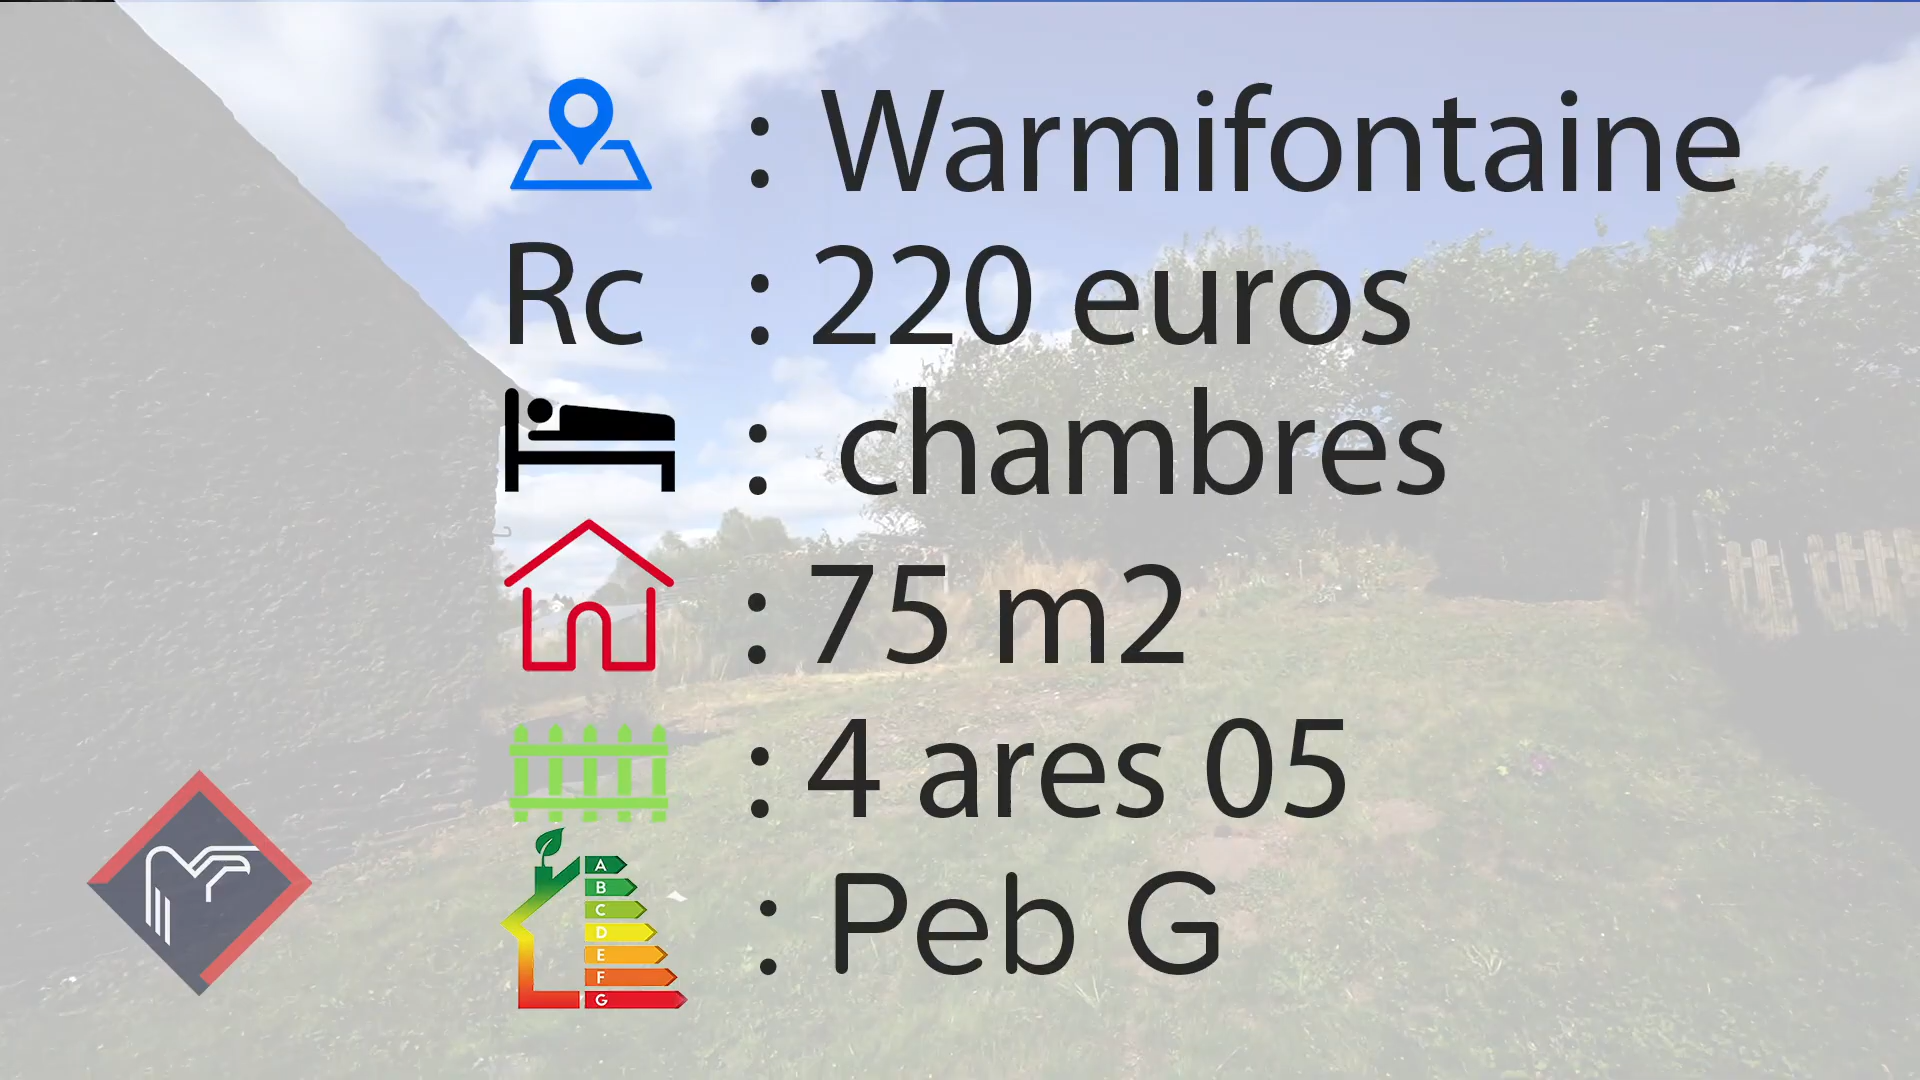 : Warmifontaine
Rc : 220 euros
: chambres
: 75 m2
: 4 ares 05
A
B
C
D
E
F
G
: Peb G